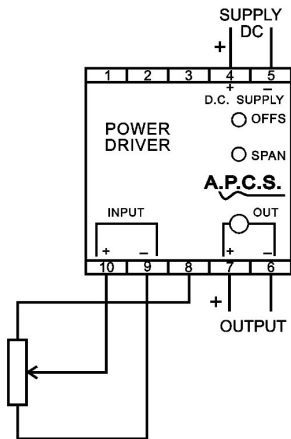 SUPPLY
DC
+
1 2 3 4 5
+ –
D.C. SUPPLY
OFFS
POWER
DRIVER
SPAN
A.P.C.S.
INPUT
OUT
+ – + –
10 9 8 7 6
+
OUTPUT